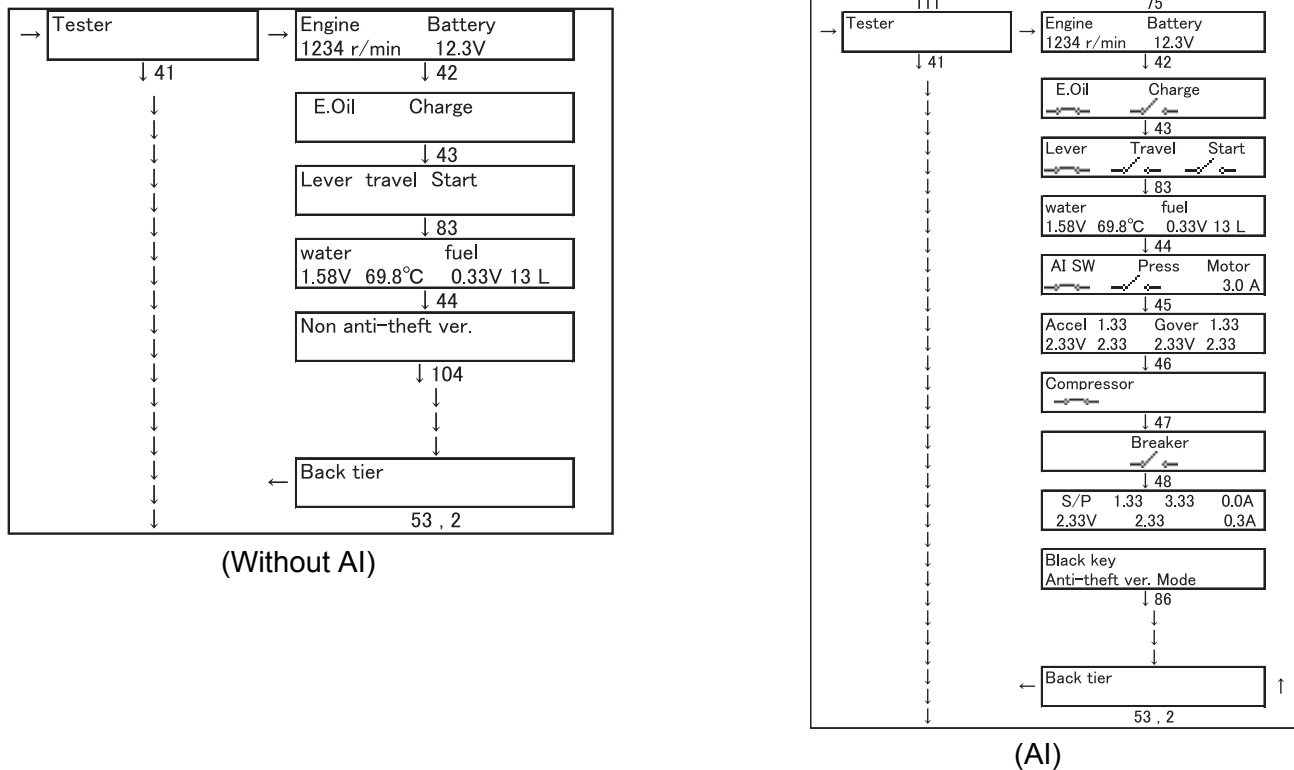 Tester
Engine Battery
1234 r/min 12.3V
↓ 41
↓ 42
E.Oil Charge
↓ 43
Lever travel Start
↓ 83
water fuel
1.58V 69.8℃ 0.33V 13 L
↓ 44
Non anti-theft ver.
↓ 104
Back tier
53 , 2
(Without AI)
111 75
Tester
Engine Battery
1234 r/min 12.3V
↓ 41
↓ 42
E.Oil Charge
↓ 43
Lever Travel Start
↓ 83
water fuel
1.58V 69.8℃ 0.33V 13 L
↓ 44
AI SW Press Motor
3.0 A
↓ 45
Accel 1.33 Gover 1.33
2.33V 2.33 2.33V 2.33
↓ 46
Compressor
↓ 47
Breaker
↓ 48
S/P 1.33 3.33 0.0A
2.33V 2.33 0.3A
Black key
Anti-theft ver. Mode
↓ 86
Back tier
53 , 2
(AI)